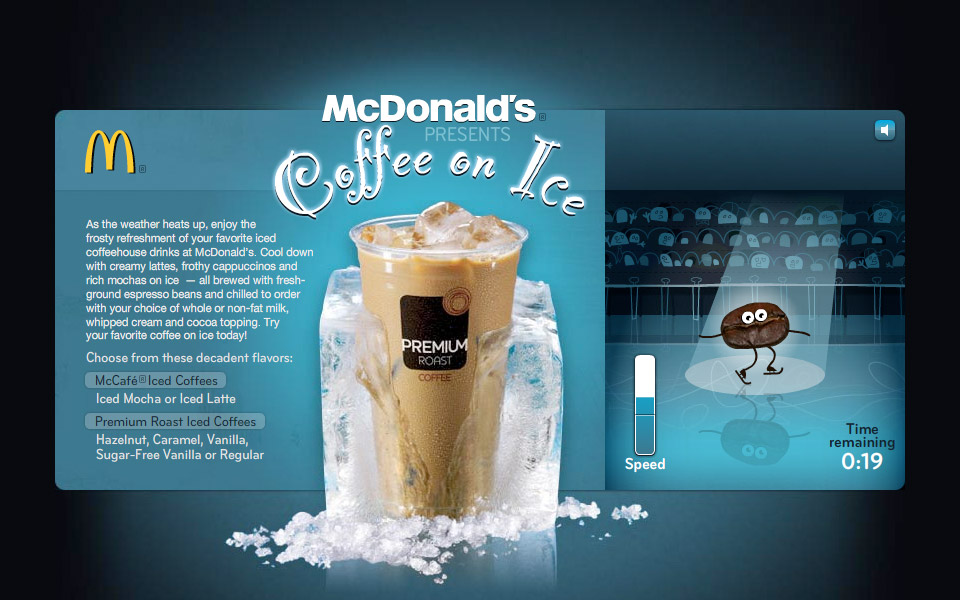 McDonald's®
PRESENTS
Coffee on Ice
As the weather heats up, enjoy the
frosty refreshment of your favorite iced
coffeehouse drinks at McDonald's. Cool down
with creamy lattes, frothy cappuccinos and
rich mochas on ice — all brewed with fresh-
ground espresso beans and chilled to order
with your choice of whole or non-fat milk,
whipped cream and cocoa topping. Try
your favorite coffee on ice today!
Choose from these decadent flavors:
McCafé® Iced Coffees
Iced Mocha or Iced Latte
Premium Roast Iced Coffees
Hazelnut, Caramel, Vanilla,
Sugar-Free Vanilla or Regular
PREMIUM
ROAST
COFFEE
Speed
Time
remaining
0:19